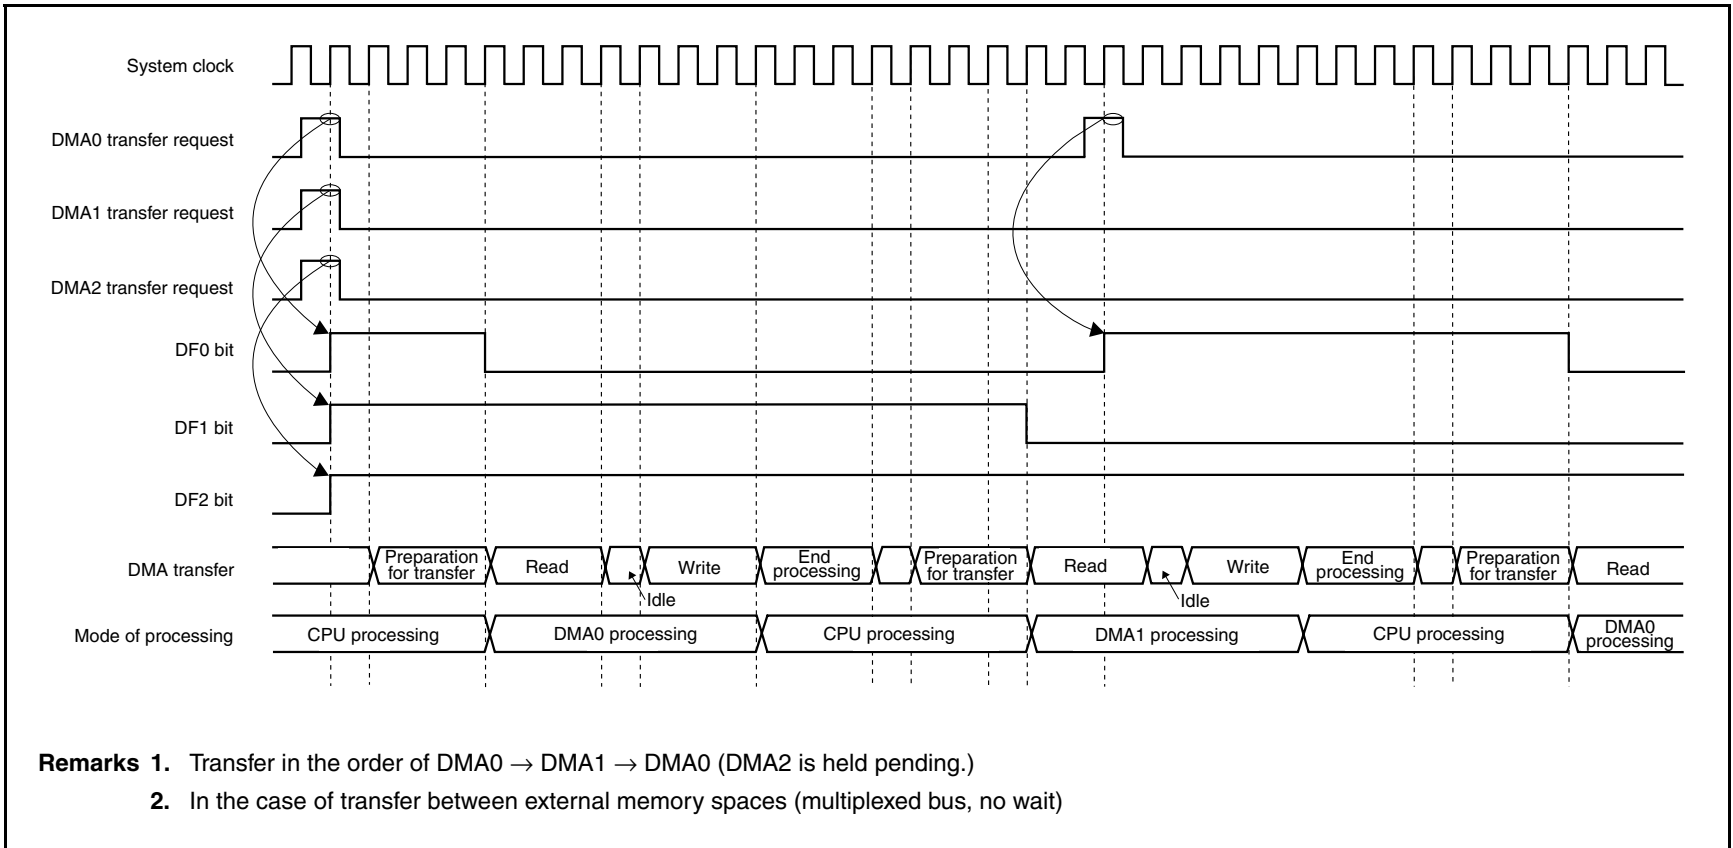 System clock
DMA0 transfer request
DMA1 transfer request
DMA2 transfer request
DF0 bit
DF1 bit
DF2 bit
DMA transfer
Preparation
for transfer
Read
Idle
Write
End
processing
Preparation
for transfer
Read
Idle
Write
End
processing
Preparation
for transfer
Read
Mode of processing
CPU processing
DMA0 processing
CPU processing
DMA1 processing
CPU processing
DMA0
processing
Remarks 1. Transfer in the order of DMA0 → DMA1 → DMA0 (DMA2 is held pending.)
2. In the case of transfer between external memory spaces (multiplexed bus, no wait)